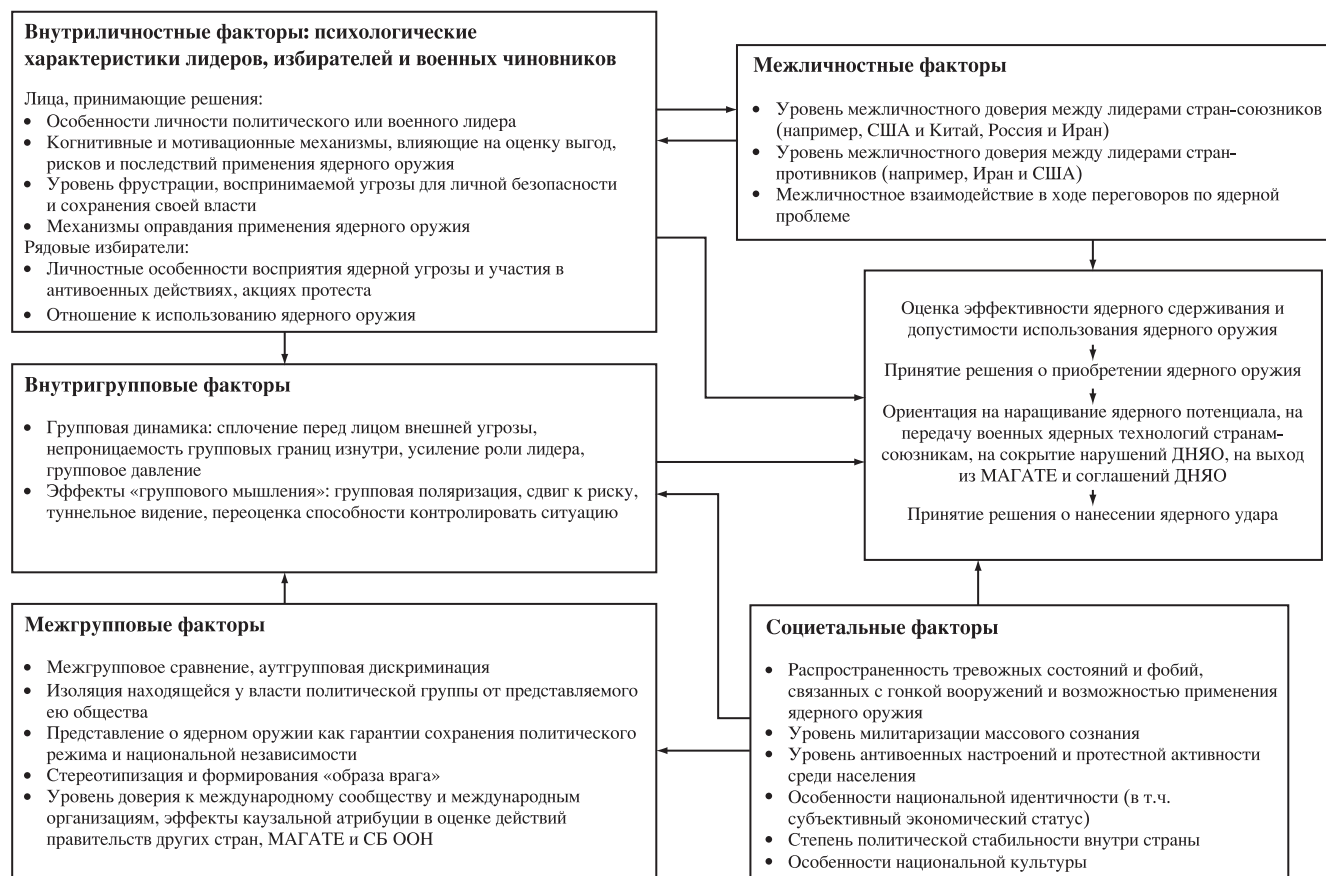 Внутриличностные факторы: психологические
характеристики лидеров, избирателей и военных чиновников
Лица, принимающие решения:
• Особенности личности политического или военного лидера
• Когнитивные и мотивационные механизмы, влияющие на оценку выгод,
рисков и последствий применения ядерного оружия
• Уровень фрустрации, воспринимаемой угрозы для личной безопасности
и сохранения своей власти
• Механизмы оправдания применения ядерного оружия
Рядовые избиратели:
• Личностные особенности восприятия ядерной угрозы и участия в
антивоенных действиях, акциях протеста
• Отношение к использованию ядерного оружия
Межличностные факторы
• Уровень межличностного доверия между лидерами стран-союзников
(например, США и Китай, Россия и Иран)
• Уровень межличностного доверия между лидерами стран-
противников (например, Иран и США)
• Межличностное взаимодействие в ходе переговоров по ядерной
проблеме
Внутригрупповые факторы
• Групповая динамика: сплочение перед лицом внешней угрозы,
непроницаемость групповых границ изнутри, усиление роли лидера,
групповое давление
• Эффекты «группового мышления»: групповая поляризация, сдвиг к риску,
туннельное видение, переоценка способности контролировать ситуацию
Оценка эффективности ядерного сдерживания и
допустимости использования ядерного оружия
Принятие решения о приобретении ядерного оружия
Ориентация на наращивание ядерного потенциала, на
передачу военных ядерных технологий странам-
союзникам, на сокрытие нарушений ДНЯО, на выход
из МАГАТЕ и соглашений ДНЯО
Принятие решения о нанесении ядерного удара
Межгрупповые факторы
• Межгрупповое сравнение, аутгрупповая дискриминация
• Изоляция находящейся у власти политической группы от представляемого
ею общества
• Представление о ядерном оружии как гарантии сохранения политического
режима и национальной независимости
• Стереотипизация и формирования «образа врага»
• Уровень доверия к международному сообществу и международным
организациям, эффекты каузальной атрибуции в оценке действий
правительств других стран, МАГАТЕ и СБ ООН
Социетальные факторы
• Распространенность тревожных состояний и фобий,
связанных с гонкой вооружений и возможностью применения
ядерного оружия
• Уровень милитаризации массового сознания
• Уровень антивоенных настроений и протестной активности
среди населения
• Особенности национальной идентичности (в т.ч.
субъективный экономический статус)
• Степень политической стабильности внутри страны
• Особенности национальной культуры